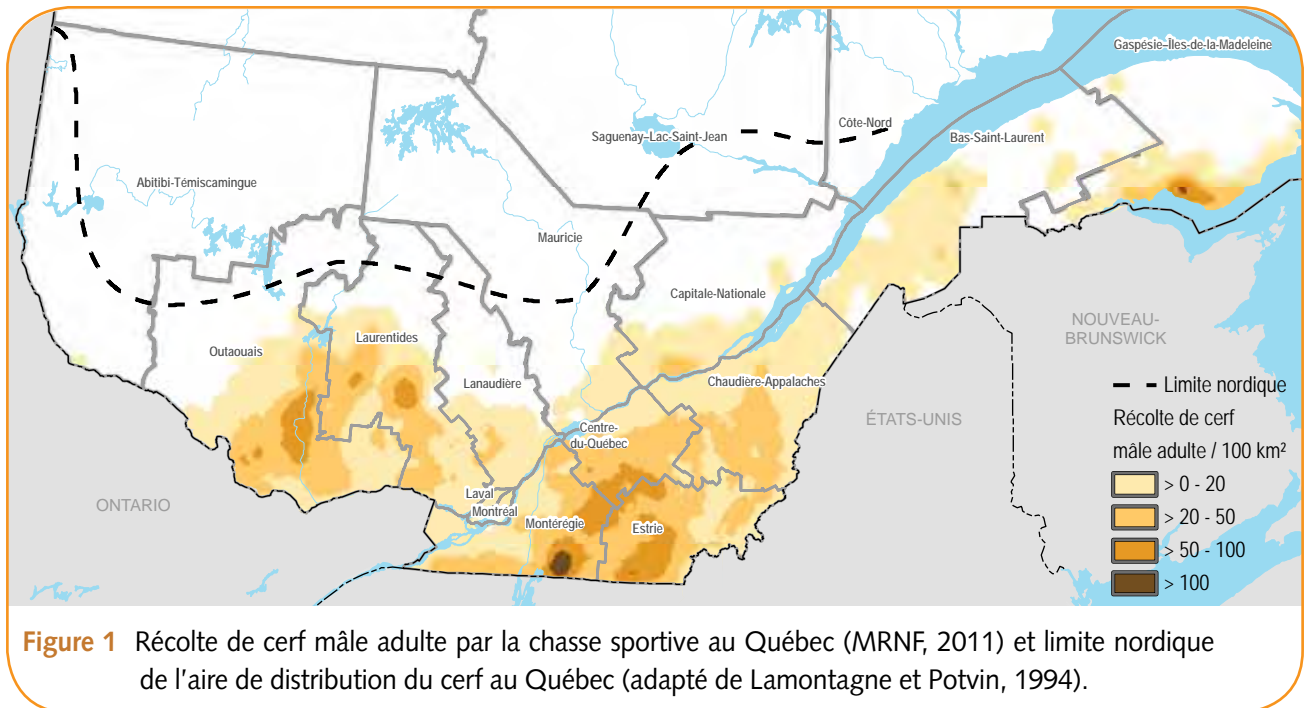 Gaspésie–Îles-de-la-Madeleine
Côte-Nord
Saguenay–Lac-Saint-Jean
Bas-Saint-Laurent
Abitibi-Témiscamingue
Mauricie
Capitale-Nationale
NOUVEAU-
BRUNSWICK
Laurentides
Outaouais
Lanaudière
Chaudière-Appalaches
ÉTATS-UNIS
Centre-
du-Québec
ONTARIO
Laval
Montréal
Montérégie
Estrie
Limite nordique
Récolte de cerf
mâle adulte / 100 km²
> 0 - 20
> 20 - 50
> 50 - 100
> 100
Figure 1 Récolte de cerf mâle adulte par la chasse sportive au Québec (MRNF, 2011) et limite nordique
de l'aire de distribution du cerf au Québec (adapté de Lamontagne et Potvin, 1994).